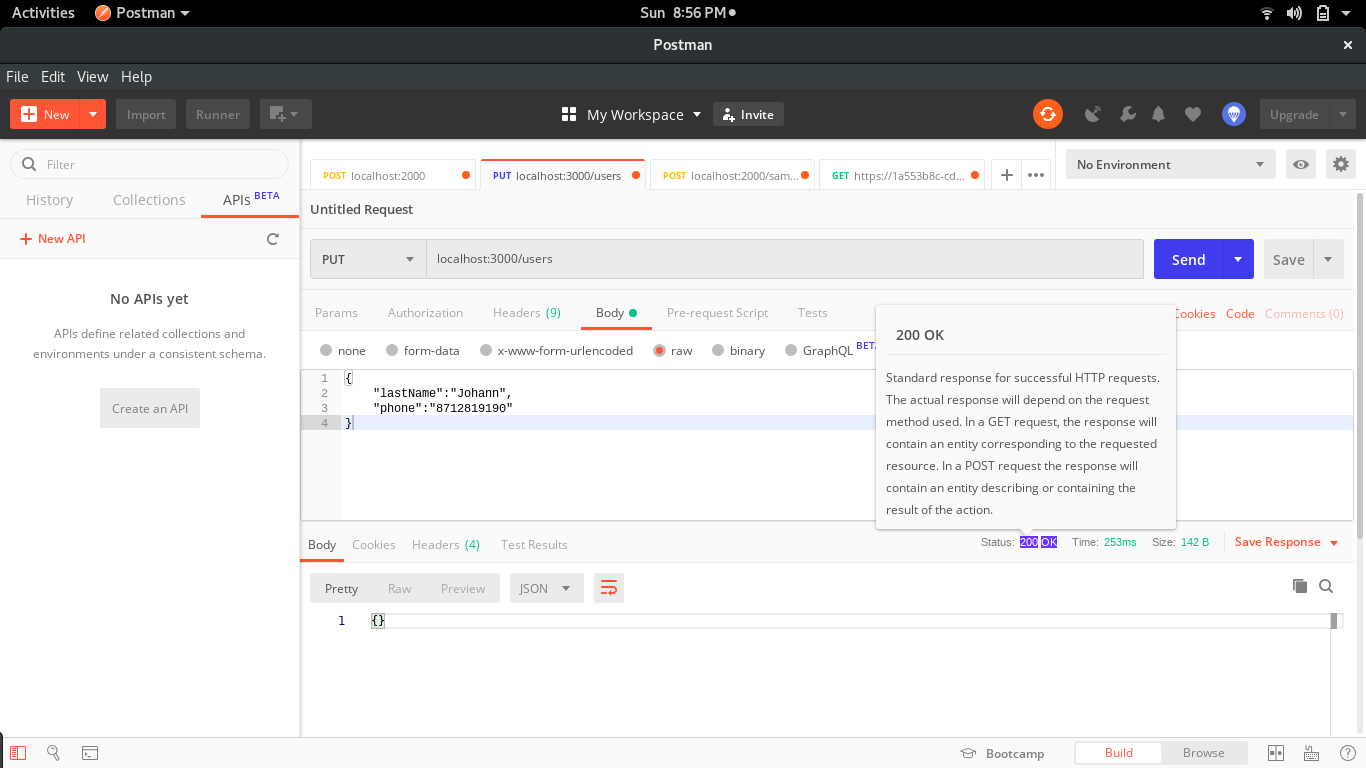 Activities Postman Sun 8:56 PM
Postman
File Edit View Help
New Import Runner My Workspace Invite Upgrade
Filter
History Collections APIs BETA
New API
No APIs yet
APIs define related collections and
environments under a consistent schema.
Create an API
POST localhost:2000 PUT localhost:3000/users POST localhost:2000/sam... GET https://1a553b8c-cd... No Environment
Untitled Request
PUT localhost:3000/users Send Save
Params Authorization Headers (9) Body Pre-request Script Tests Cookies Code Comments (0)
none form-data x-www-form-urlencoded raw binary GraphQL BETA
1 {
2 "lastName":"Johann",
3 "phone":"8712819190"
4 }
200 OK
Standard response for successful HTTP requests.
The actual response will depend on the request
method used. In a GET request, the response will
contain an entity corresponding to the requested
resource. In a POST request the response will
contain an entity describing or containing the
result of the action.
Body Cookies Headers (4) Test Results Status: 200 OK Time: 253ms Size: 142 B Save Response
Pretty Raw Preview JSON
1 {}
Bootcamp Build Browse